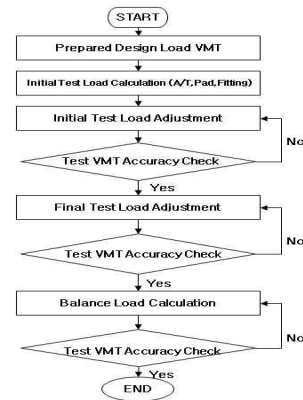 START
Prepared Design Load VMT
Initial Test Load Calculation (A/T, Pad, Fitting)
Initial Test Load Adjustment
No
Test VMT Accuracy Check
Yes
Final Test Load Adjustment
No
Test VMT Accuracy Check
Yes
Balance Load Calculation
No
Test VMT Accuracy Check
Yes
END